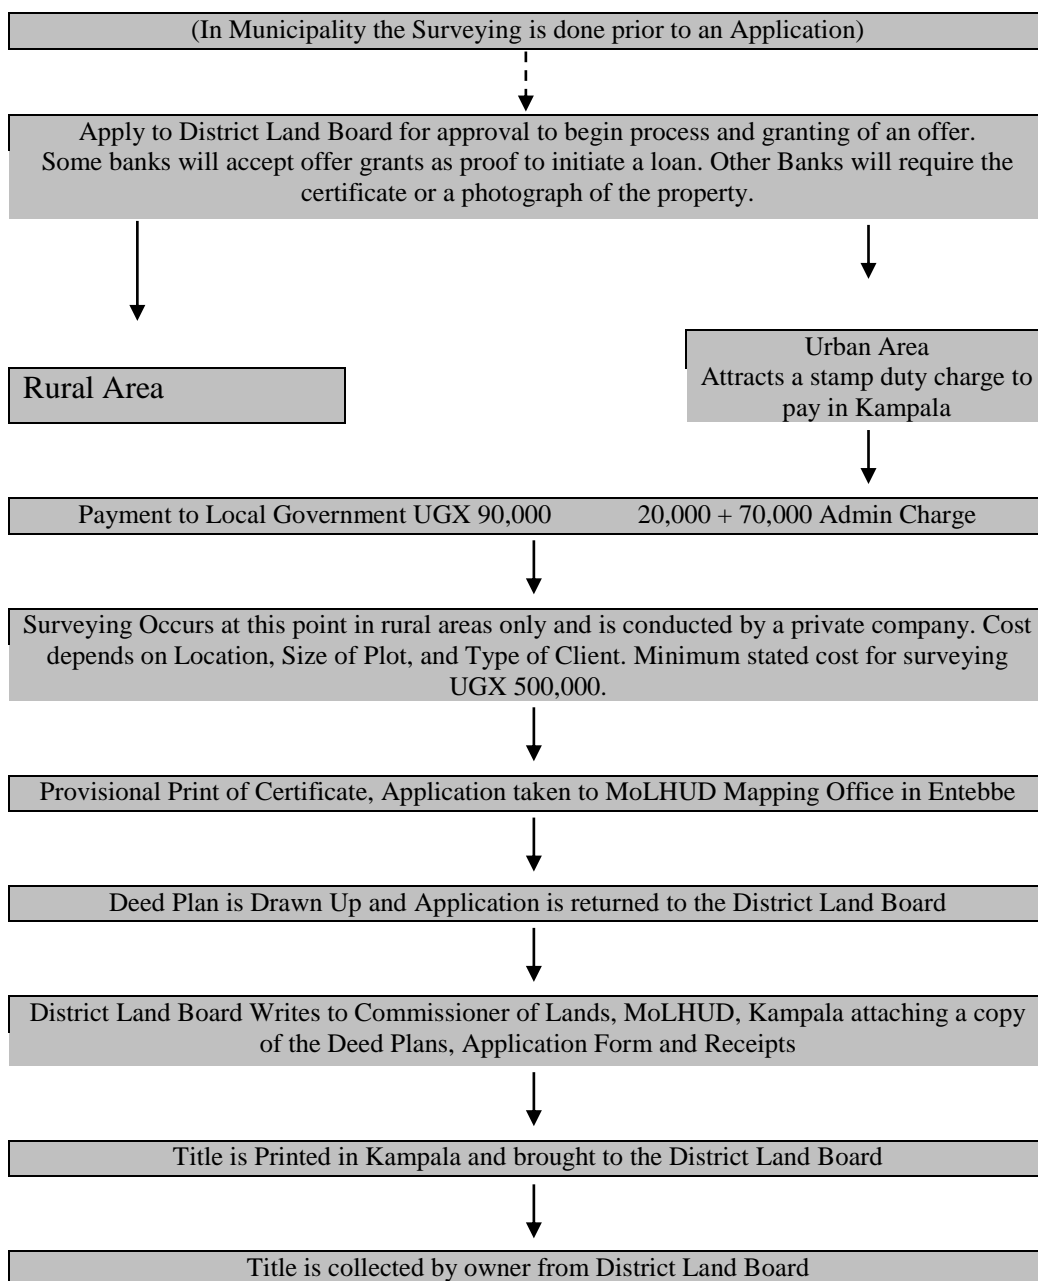 (In Municipality the Surveying is done prior to an Application)
Apply to District Land Board for approval to begin process and granting of an offer.
Some banks will accept offer grants as proof to initiate a loan. Other Banks will require the
certificate or a photograph of the property.
Rural Area
Urban Area
Attracts a stamp duty charge to
pay in Kampala
Payment to Local Government UGX 90,000 20,000 + 70,000 Admin Charge
Surveying Occurs at this point in rural areas only and is conducted by a private company. Cost
depends on Location, Size of Plot, and Type of Client. Minimum stated cost for surveying
UGX 500,000.
Provisional Print of Certificate, Application taken to MoLHUD Mapping Office in Entebbe
Deed Plan is Drawn Up and Application is returned to the District Land Board
District Land Board Writes to Commissioner of Lands, MoLHUD, Kampala attaching a copy
of the Deed Plans, Application Form and Receipts
Title is Printed in Kampala and brought to the District Land Board
Title is collected by owner from District Land Board